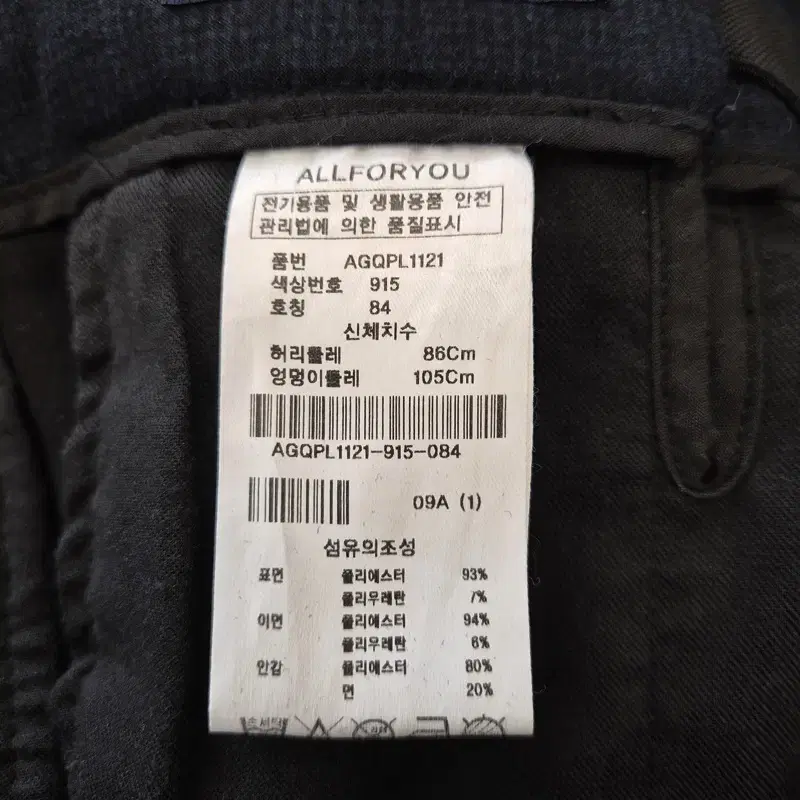 ALLFORYOU
전기용품 및 생활용품 안전
관리법에 의한 품질표시
품번 AGQPL1121
색상번호 915
호칭 84
신체치수
허리둘레 86Cm
엉덩이둘레 105Cm
AGQPL1121-915-084
09A (1)
섬유의조성
표면 폴리에스터 93%
폴리우레탄 7%
이면 폴리에스터 94%
폴리우레탄 6%
안감 폴리에스터 80%
면 20%